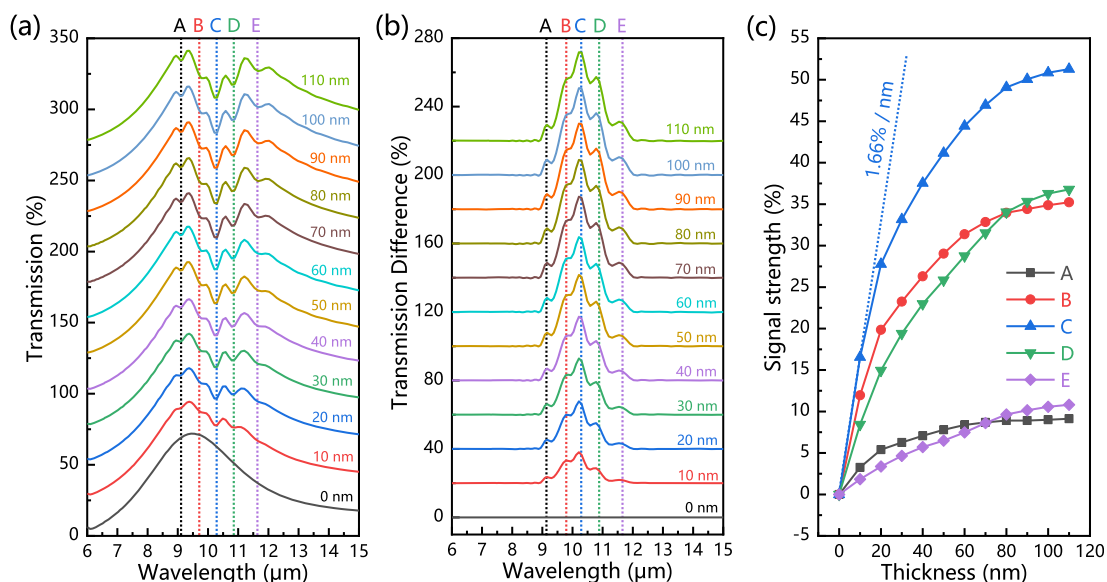 (a)
A B C D E
350
300
250
200
150
100
50
0
Transmission (%)
110 nm
100 nm
90 nm
80 nm
70 nm
60 nm
50 nm
40 nm
30 nm
20 nm
10 nm
0 nm
6 7 8 9 10 11 12 13 14 15
Wavelength (µm)
(b)
A B C D E
280
240
200
160
120
80
40
0
Transmission Difference (%)
110 nm
100 nm
90 nm
80 nm
70 nm
60 nm
50 nm
40 nm
30 nm
20 nm
10 nm
0 nm
6 7 8 9 10 11 12 13 14 15
Wavelength (µm)
(c)
55
50
45
40
35
30
25
20
15
10
5
0
-5
Signal strength (%)
1.66% / nm
A
B
C
D
E
0 20 40 60 80 100 120
Thickness (nm)